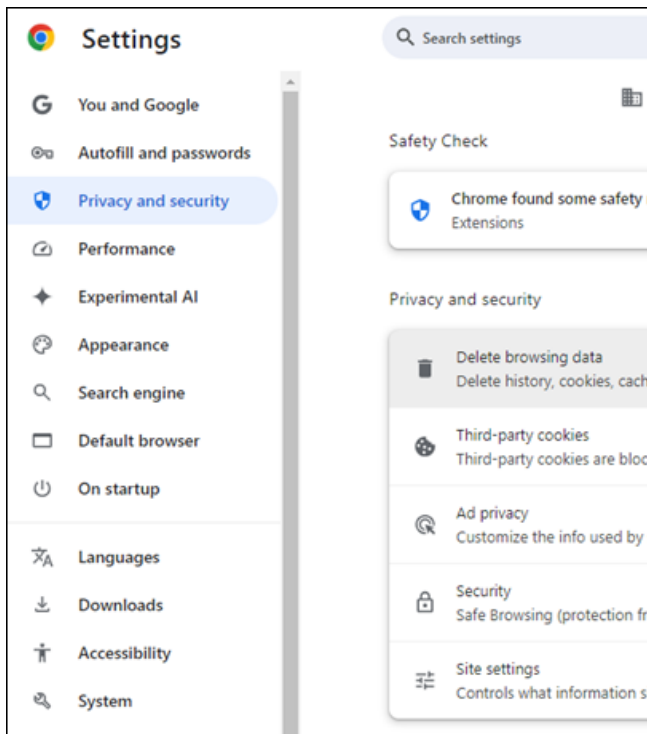 Settings
Search settings
You and Google
Autofill and passwords
Privacy and security
Performance
Experimental AI
Appearance
Search engine
Default browser
On startup
Languages
Downloads
Accessibility
System
Safety Check
Chrome found some safety
Extensions
Privacy and security
Delete browsing data
Delete history, cookies, cach
Third-party cookies
Third-party cookies are bloc
Ad privacy
Customize the info used by
Security
Safe Browsing (protection fr
Site settings
Controls what information s